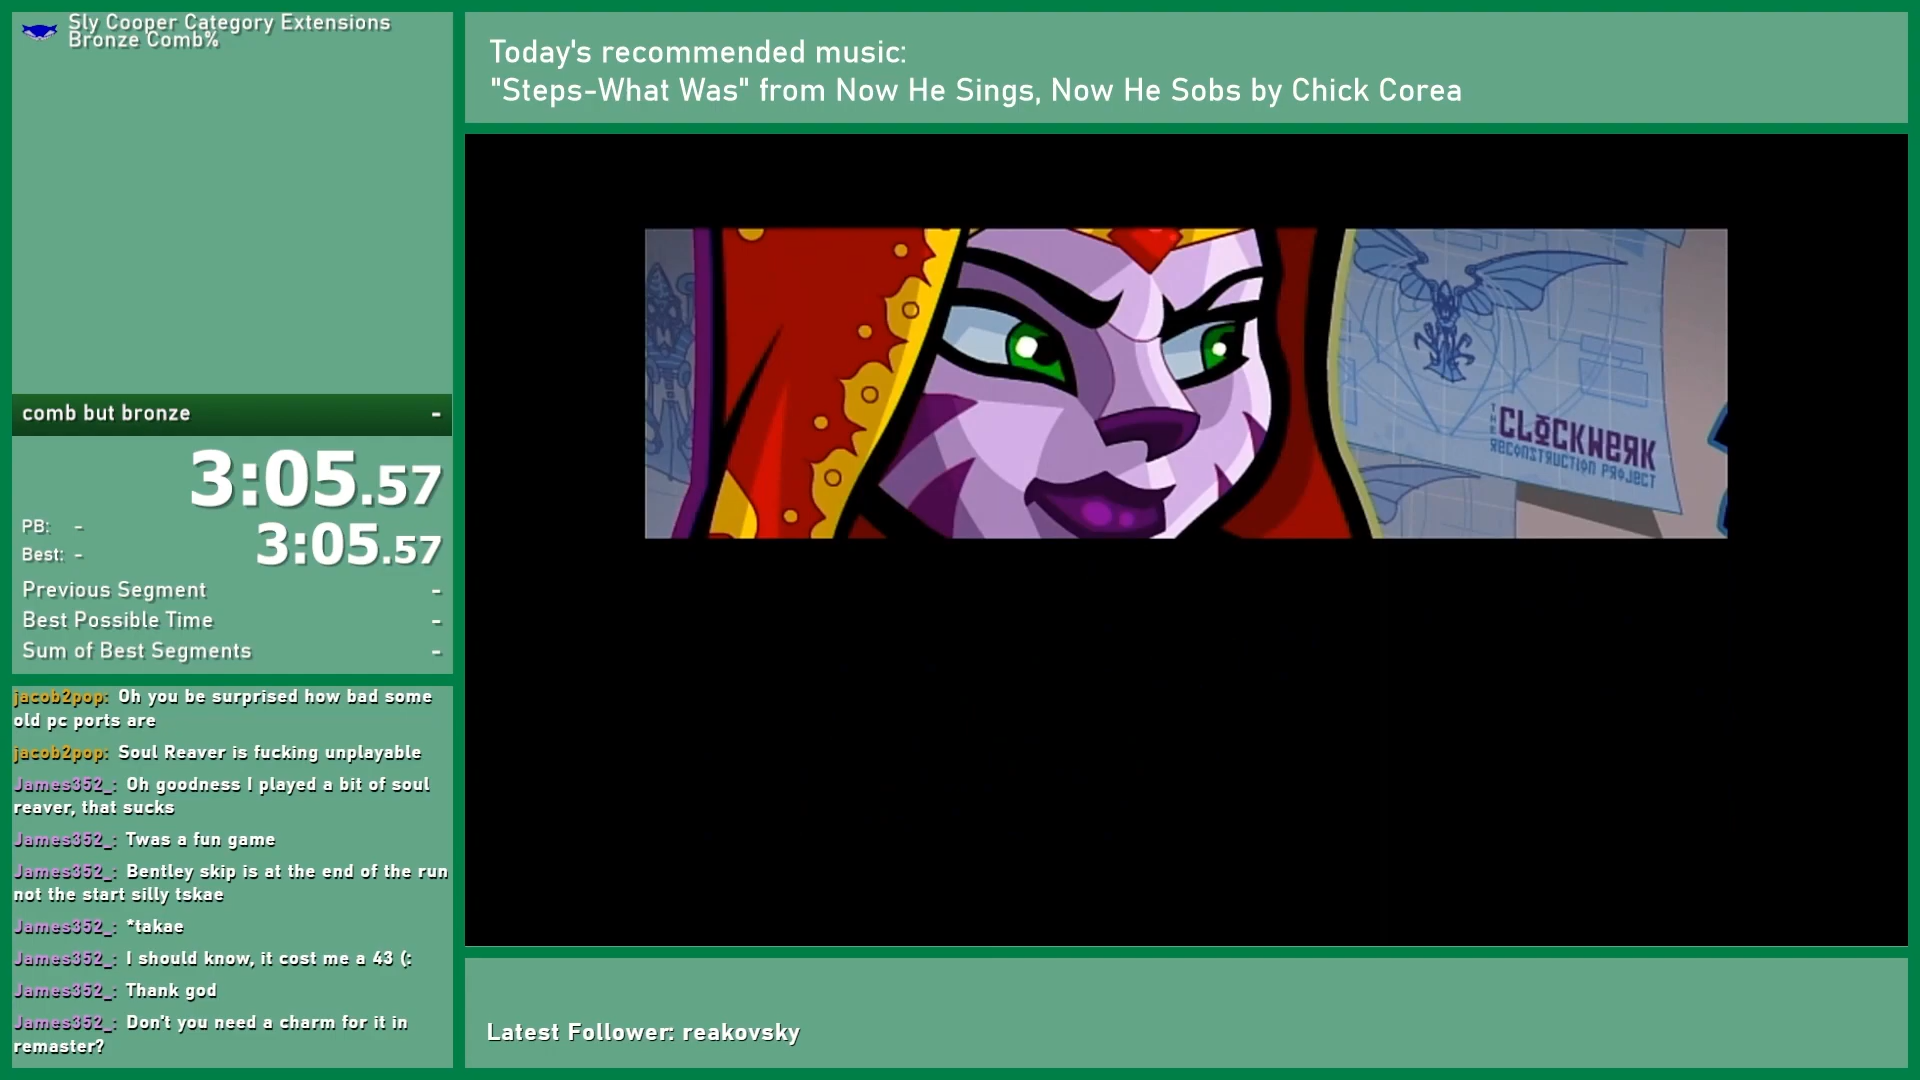 Sly Cooper Category Extensions
Bronze Comb%
comb but bronze -
3:05.57
PB: -
3:05.57
Best: -
Previous Segment -
Best Possible Time -
Sum of Best Segments -
jacob2pop: Oh you be surprised how bad some
old pc ports are
jacob2pop: Soul Reaver is fucking unplayable
James352_: Oh goodness I played a bit of soul
reaver, that sucks
James352_: Twas a fun game
James352_: Bentley skip is at the end of the run
not the start silly tskae
James352_: *takae
James352_: I should know, it cost me a 43 (:
James352_: Thank god
James352_: Don't you need a charm for it in
remaster?
Today's recommended music:
"Steps-What Was" from Now He Sings, Now He Sobs by Chick Corea
THE CLOCKWERK
RECONSTRUCTION PROJECT
Latest Follower: reakovsky